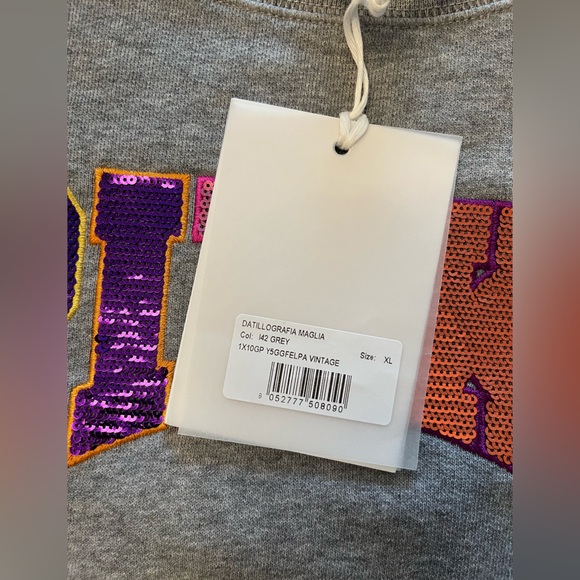 DATILLOGRAFIA MAGLIA
Col: I42 GREY Size: XL
1X10GP Y5GGFELPA VINTAGE
8 052777 508090